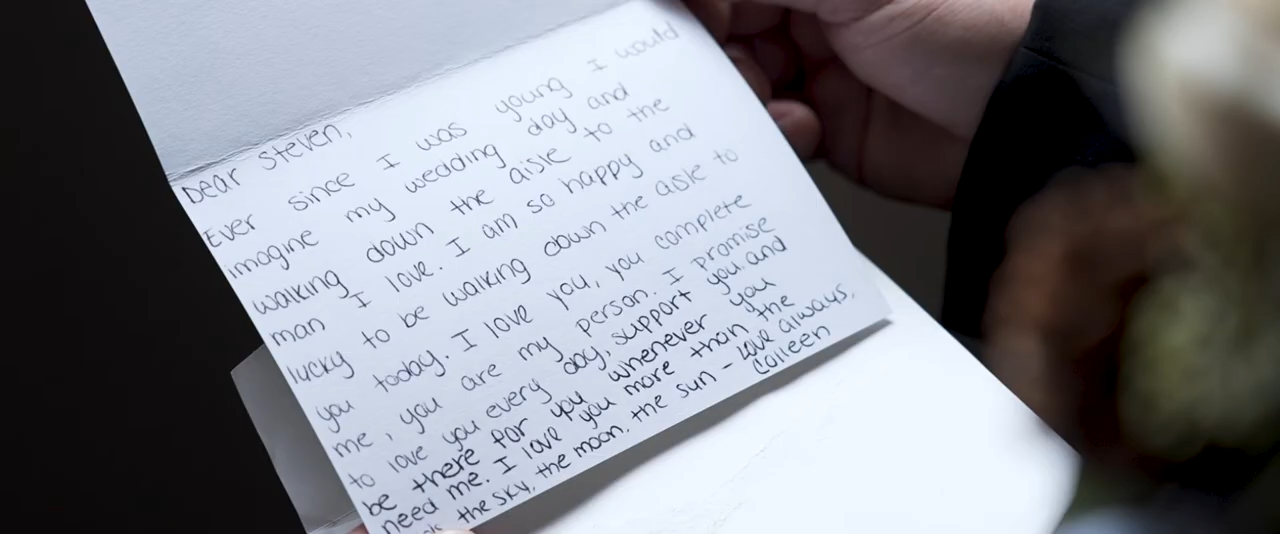 Dear Steven,
Ever since I was young I would
imagine my wedding day and
walking down the aisle to the
man I love. I am so happy and
lucky to be walking down the aisle to
you today. I love you, you complete
me, you are my person. I promise
to love you every day, support you, and
be there for you whenever you
need me. I love you more than the
the sky, the moon, the sun - Love always,
Caileen